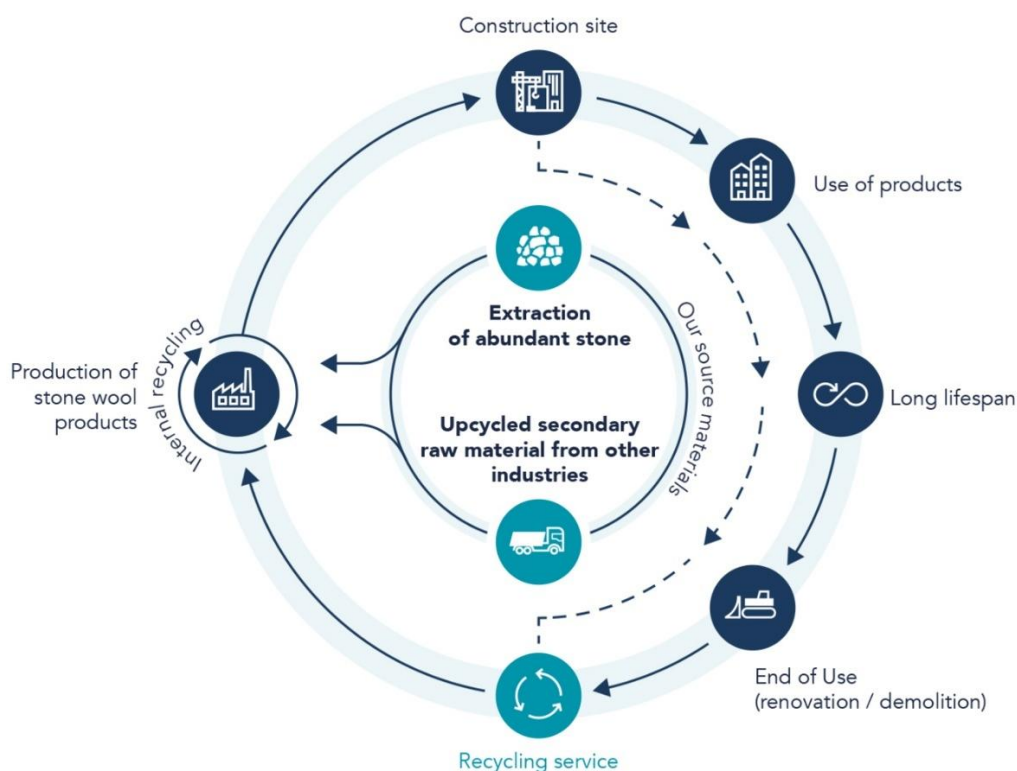 Construction site
Use of products
Extraction
of abundant stone
Our source materials
Internal recycling
Production of
stone wool
products
Long lifespan
Upcycled secondary
raw material from other
industries
End of Use
(renovation / demolition)
Recycling service